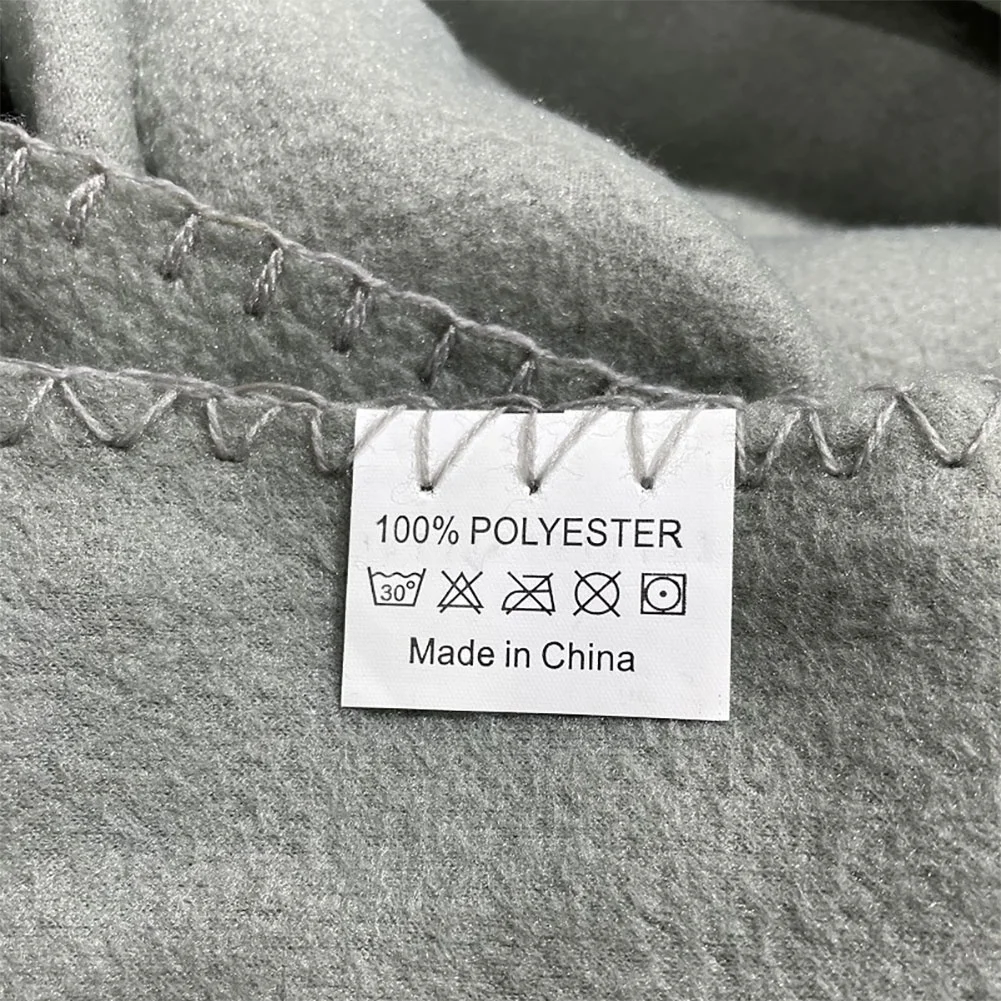 100% POLYESTER
30°
Made in China